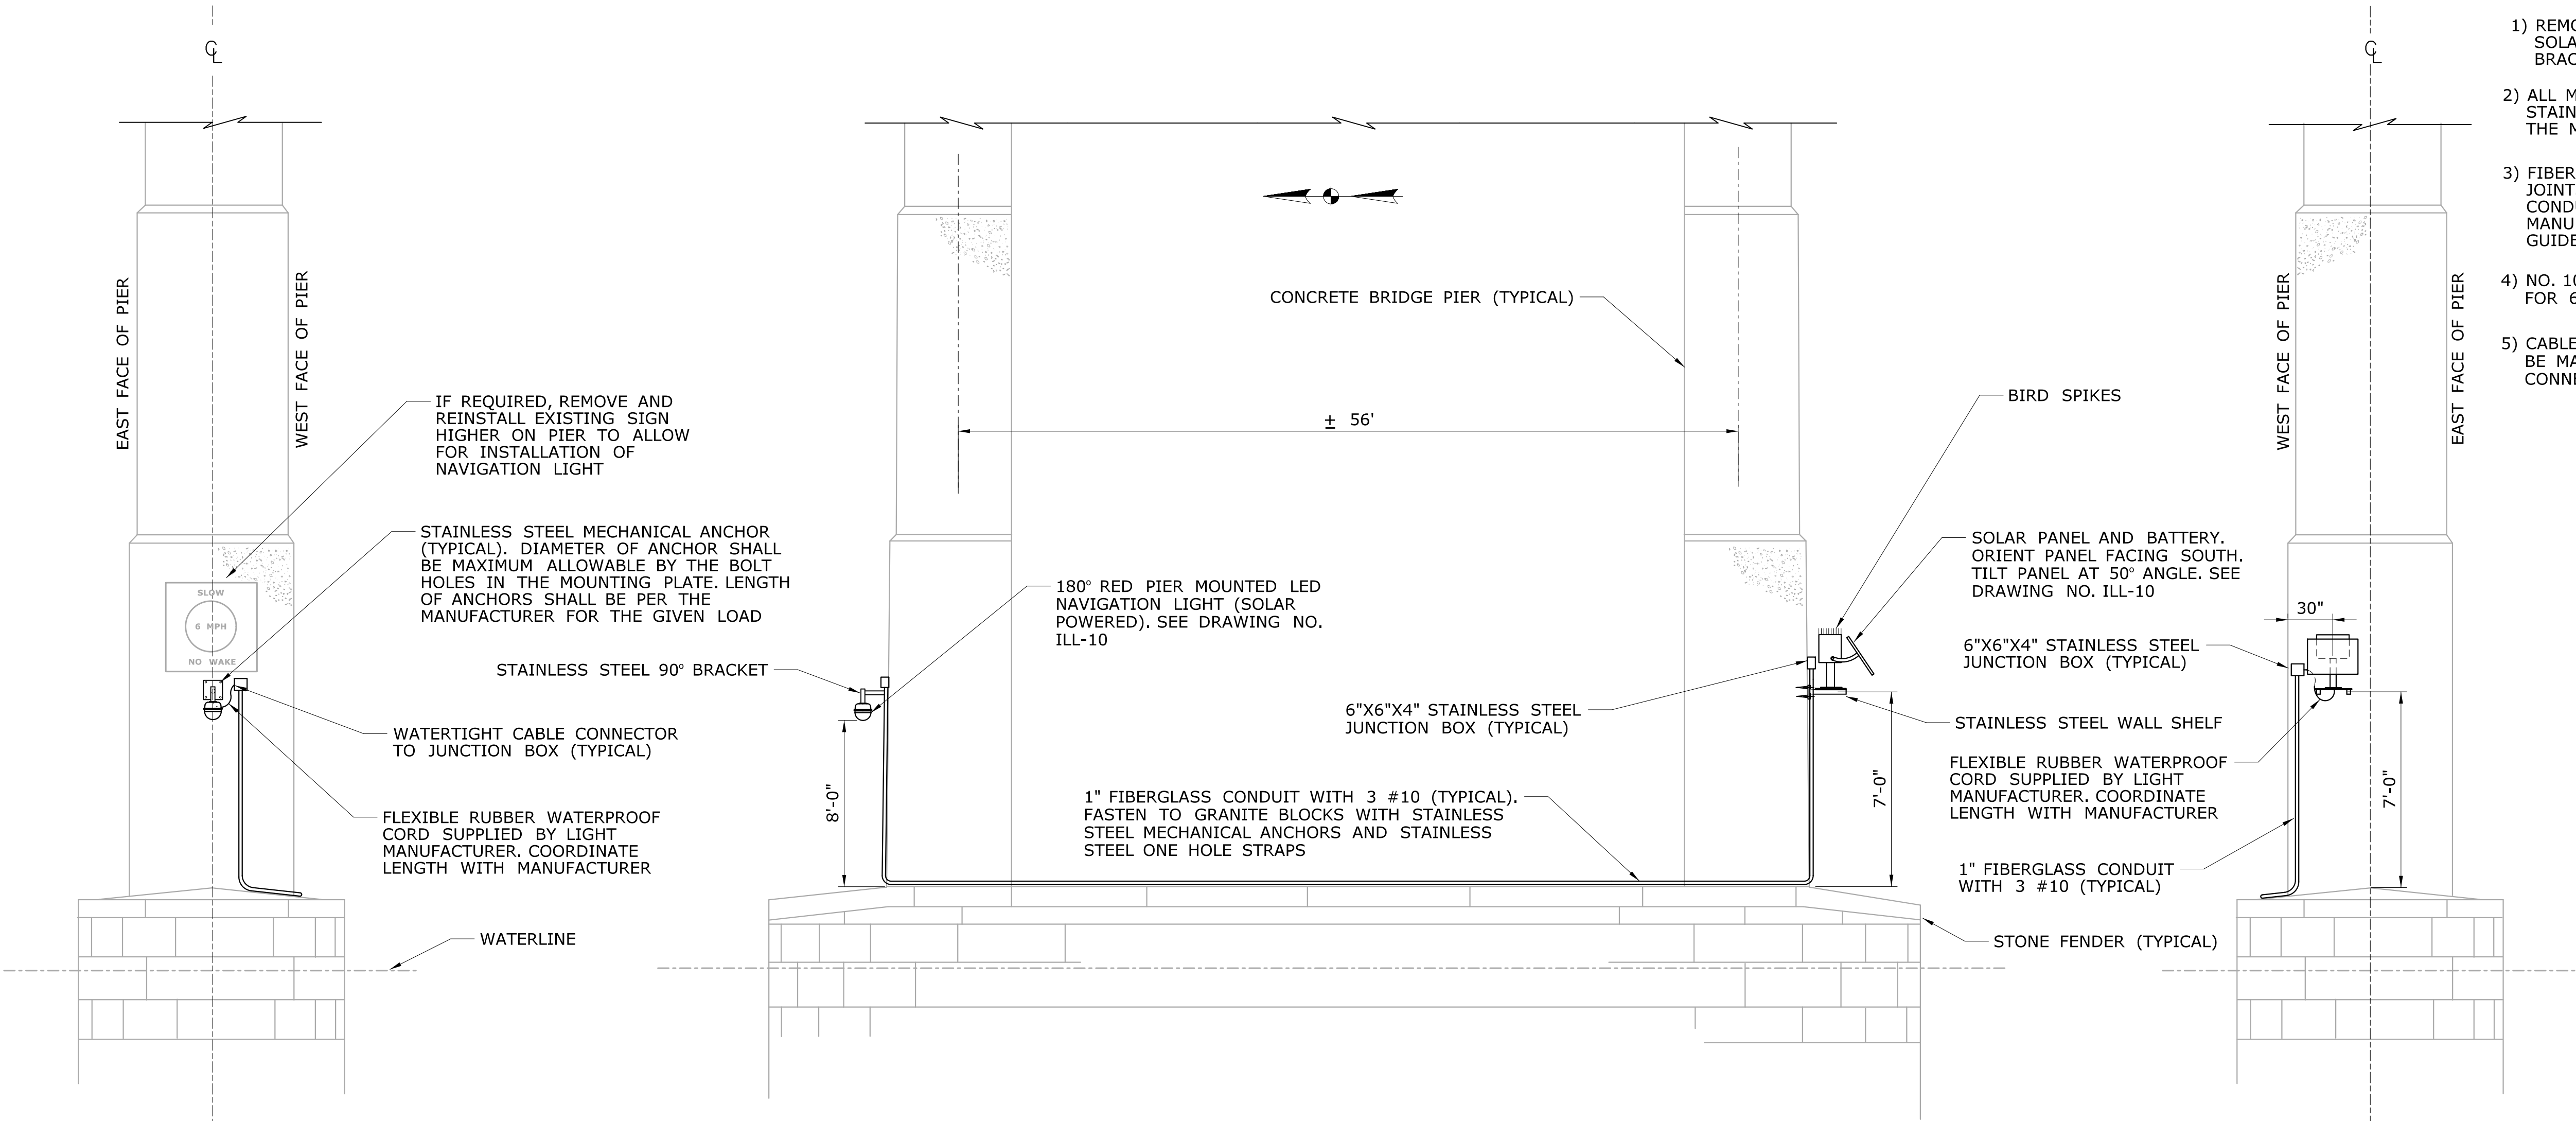 EAST FACE OF PIER
WEST FACE OF PIER
IF REQUIRED, REMOVE AND
REINSTALL EXISTING SIGN
HIGHER ON PIER TO ALLOW
FOR INSTALLATION OF
NAVIGATION LIGHT
STAINLESS STEEL MECHANICAL ANCHOR
(TYPICAL). DIAMETER OF ANCHOR SHALL
BE MAXIMUM ALLOWABLE BY THE BOLT
HOLES IN THE MOUNTING PLATE. LENGTH
OF ANCHORS SHALL BE PER THE
MANUFACTURER FOR THE GIVEN LOAD
SLOW
6 MPH
NO WAKE
WATERTIGHT CABLE CONNECTOR
TO JUNCTION BOX (TYPICAL)
FLEXIBLE RUBBER WATERPROOF
CORD SUPPLIED BY LIGHT
MANUFACTURER. COORDINATE
LENGTH WITH MANUFACTURER
WATERLINE
CONCRETE BRIDGE PIER (TYPICAL)
± 56'
180° RED PIER MOUNTED LED
NAVIGATION LIGHT (SOLAR
POWERED). SEE DRAWING NO.
ILL-10
STAINLESS STEEL 90° BRACKET
8'-0"
6"X6"X4" STAINLESS STEEL
JUNCTION BOX (TYPICAL)
1" FIBERGLASS CONDUIT WITH 3 #10 (TYPICAL).
FASTEN TO GRANITE BLOCKS WITH STAINLESS
STEEL MECHANICAL ANCHORS AND STAINLESS
STEEL ONE HOLE STRAPS
BIRD SPIKES
SOLAR PANEL AND BATTERY.
ORIENT PANEL FACING SOUTH.
TILT PANEL AT 50° ANGLE. SEE
DRAWING NO. ILL-10
6"X6"X4" STAINLESS STEEL
JUNCTION BOX (TYPICAL)
STAINLESS STEEL WALL SHELF
7'-0"
FLEXIBLE RUBBER WATERPROOF
CORD SUPPLIED BY LIGHT
MANUFACTURER. COORDINATE
LENGTH WITH MANUFACTURER
1" FIBERGLASS CONDUIT
WITH 3 #10 (TYPICAL)
STONE FENDER (TYPICAL)
WEST FACE OF PIER
EAST FACE OF PIER
30"
7'-0"
1) REMO
SOLA
BRAC
2) ALL M
STAIN
THE M
3) FIBER
JOINT
CONDU
MANU
GUIDE
4) NO. 10
FOR 6
5) CABLE
BE MA
CONNE